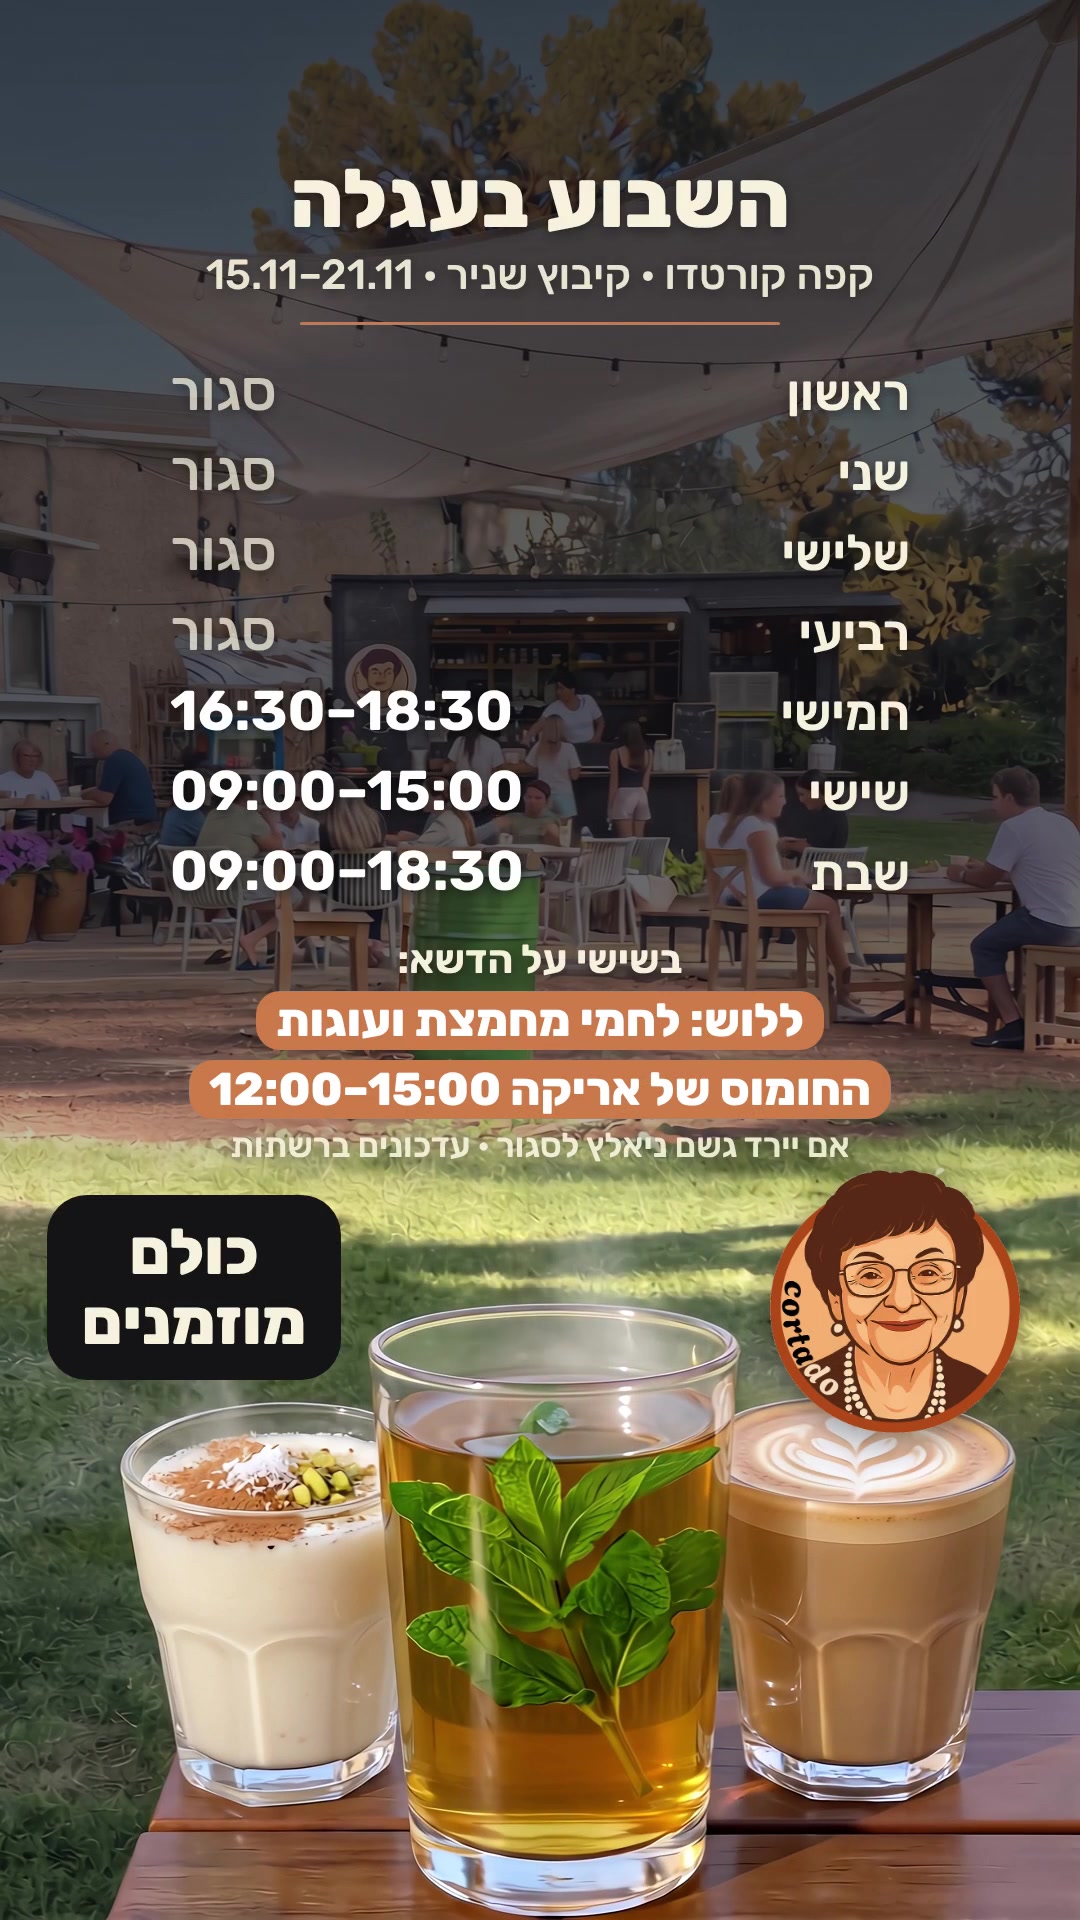 השבוע בעגלה
קפה קורטדו • קיבוץ שניר • 15.11–21.11
ראשון סגור
שני סגור
שלישי סגור
רביעי סגור
חמישי 16:30–18:30
שישי 09:00–15:00
שבת 09:00–18:30
בשישי על הדשא:
ללוש: לחמי מחמצת ועוגות
החומוס של אריקה 12:00–15:00
אם יירד גשם ניאלץ לסגור • עדכונים ברשתות
כולם
מוזמנים
cortado